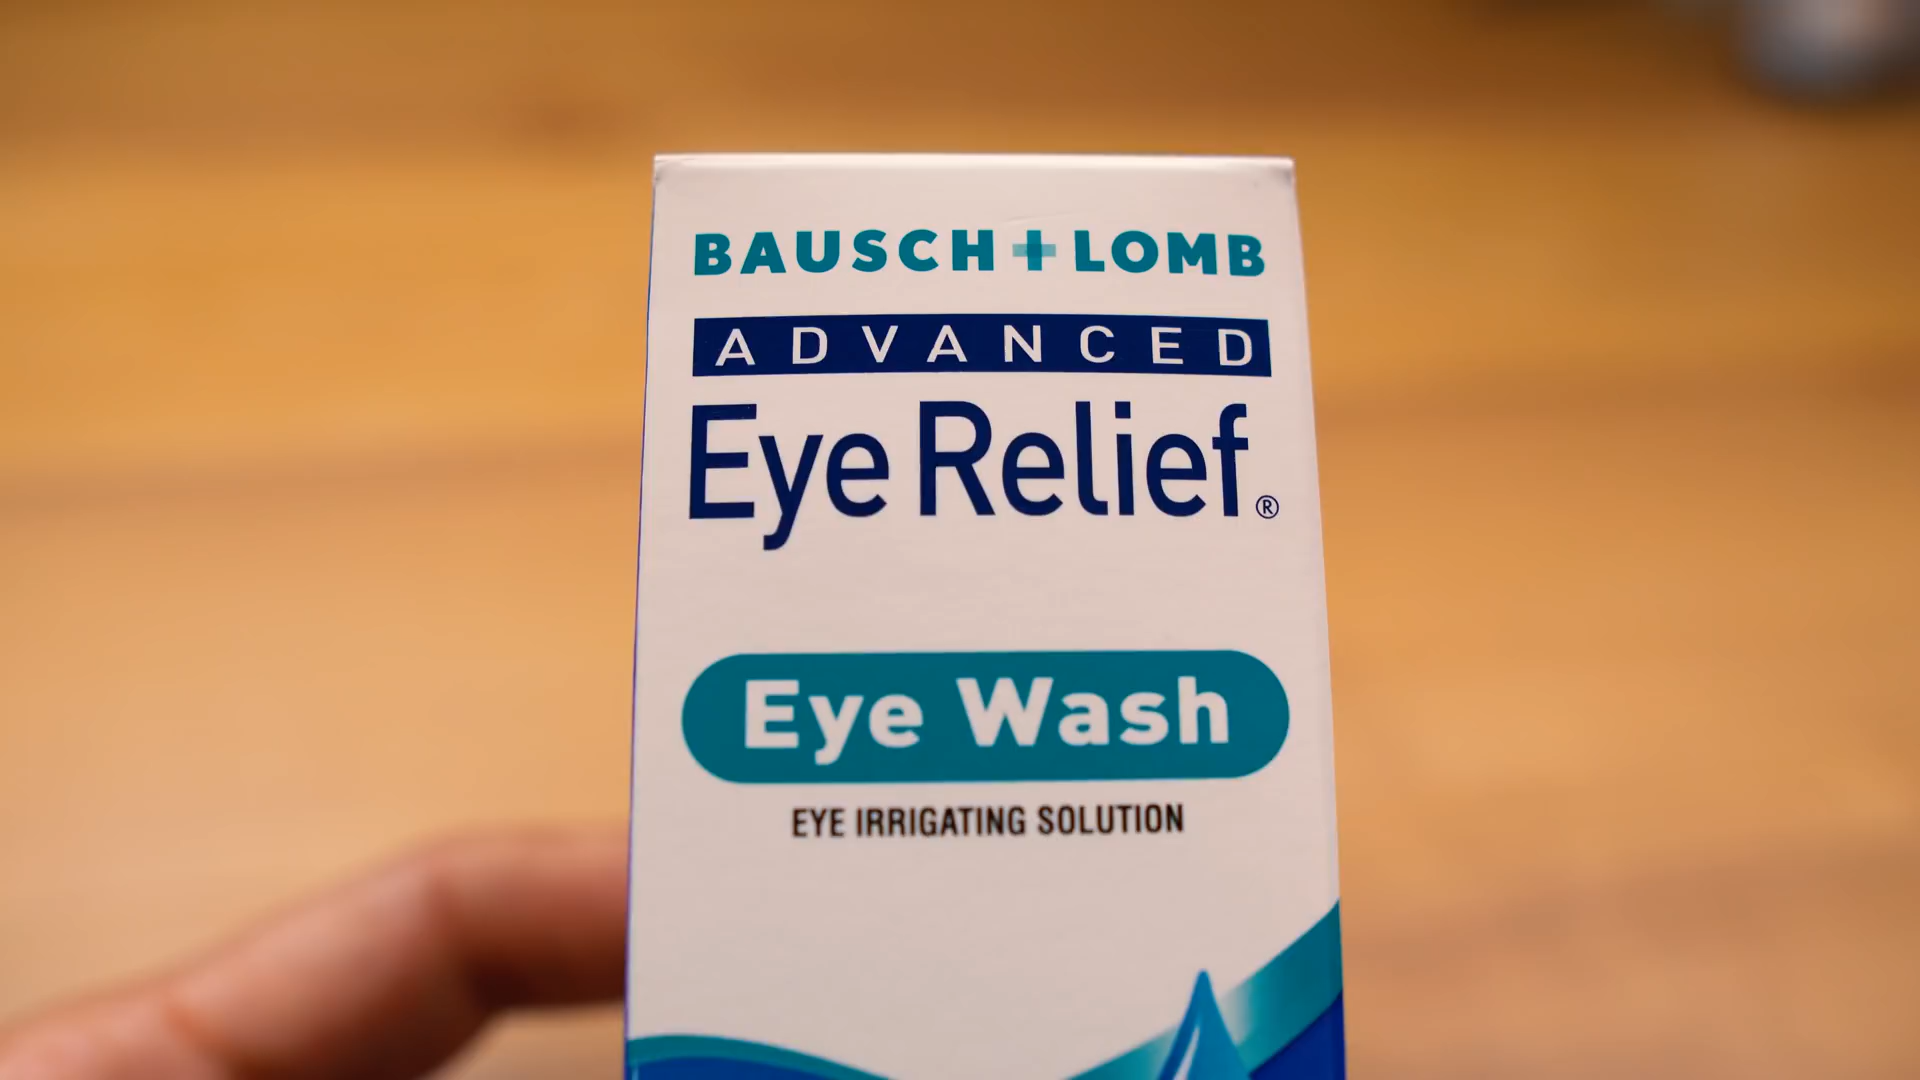 BAUSCH + LOMB
ADVANCED
Eye Relief®
Eye Wash
EYE IRRIGATING SOLUTION